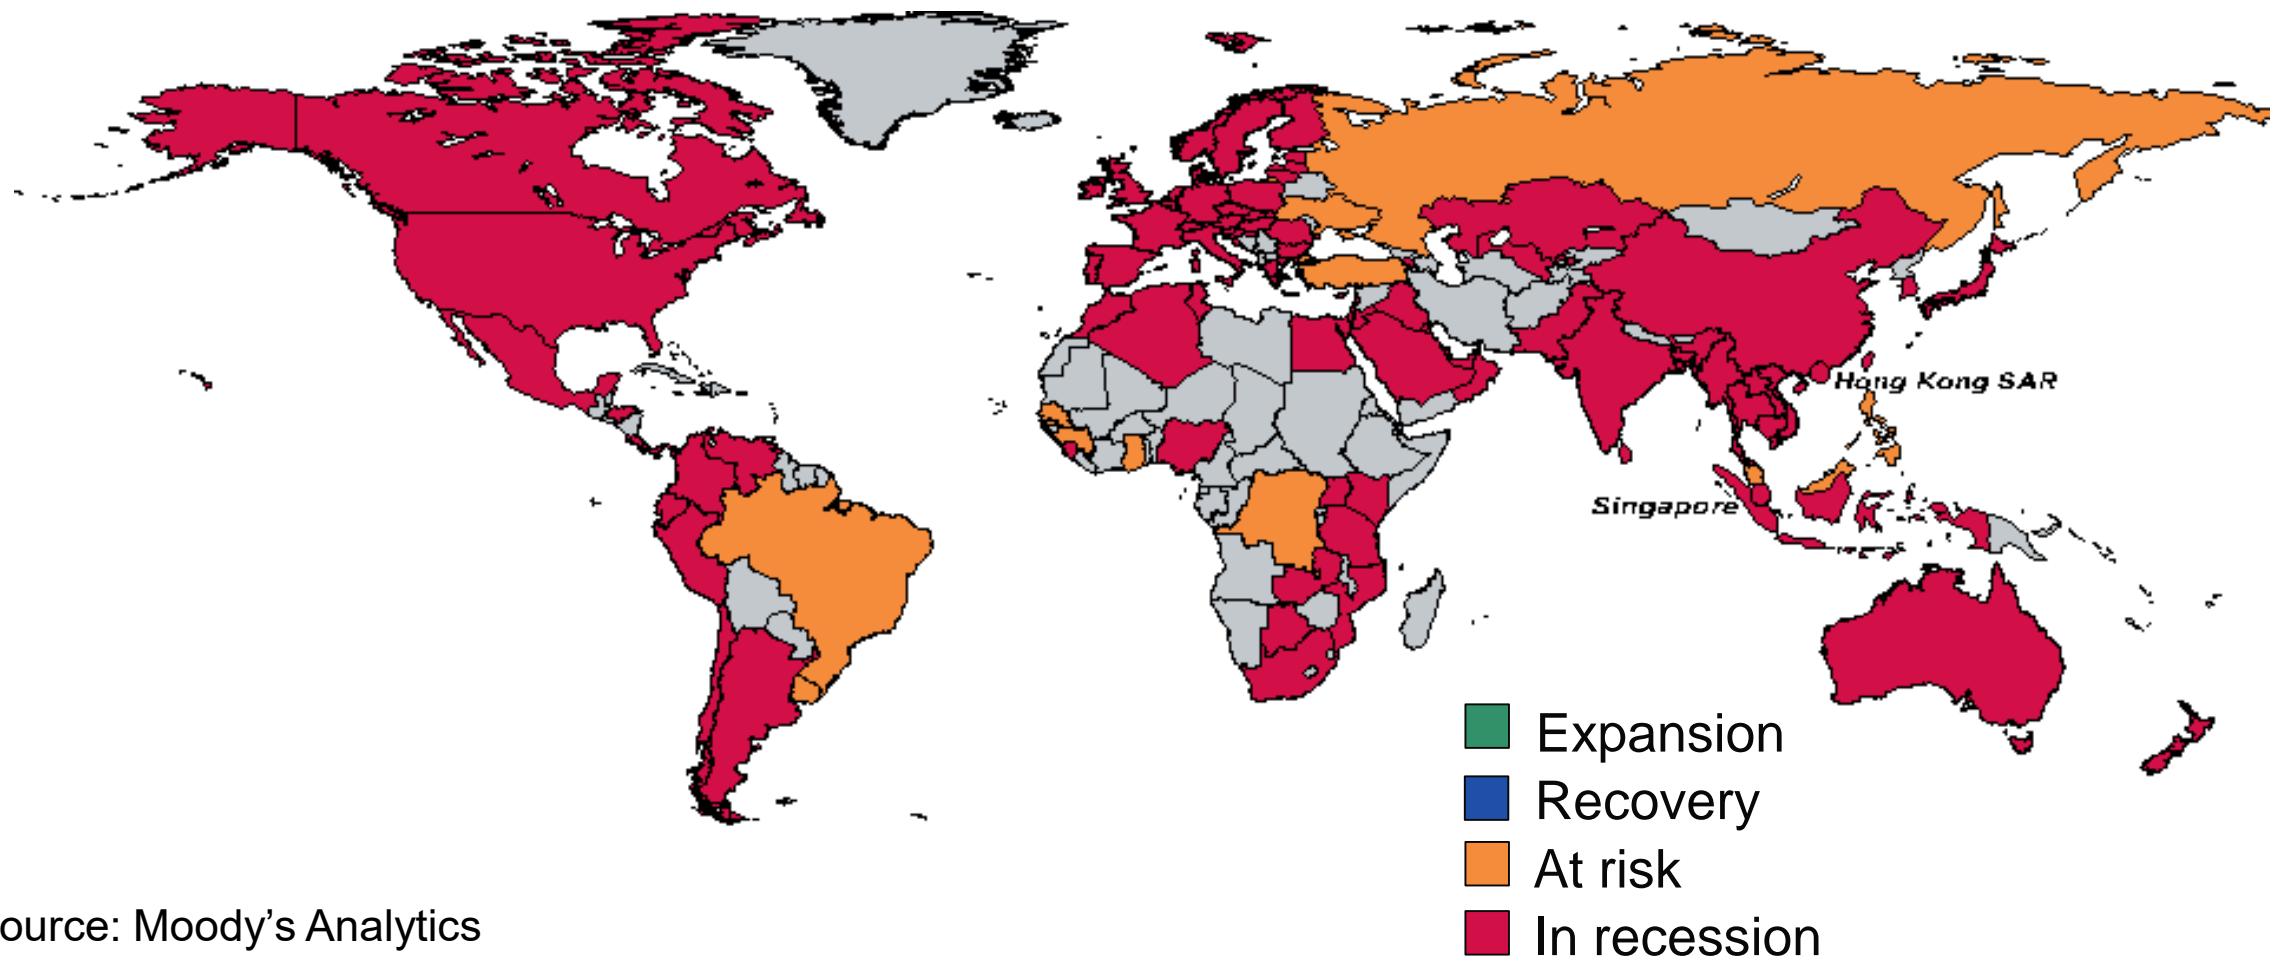 Hong Kong SAR
Singapore
Expansion
Recovery
At risk
In recession
ource: Moody’s Analytics